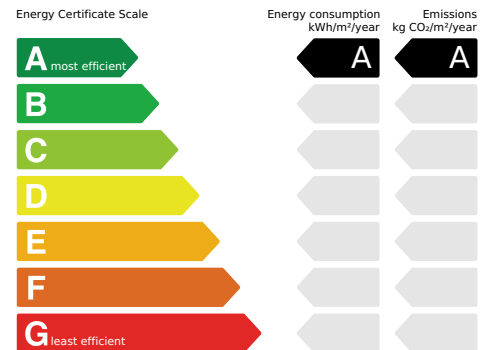 Energy Certificate Scale
Energy consumption
kWh/m²/year
Emissions
kg CO₂/m²/year
A most efficient
A
A
B
C
D
E
F
G least efficient